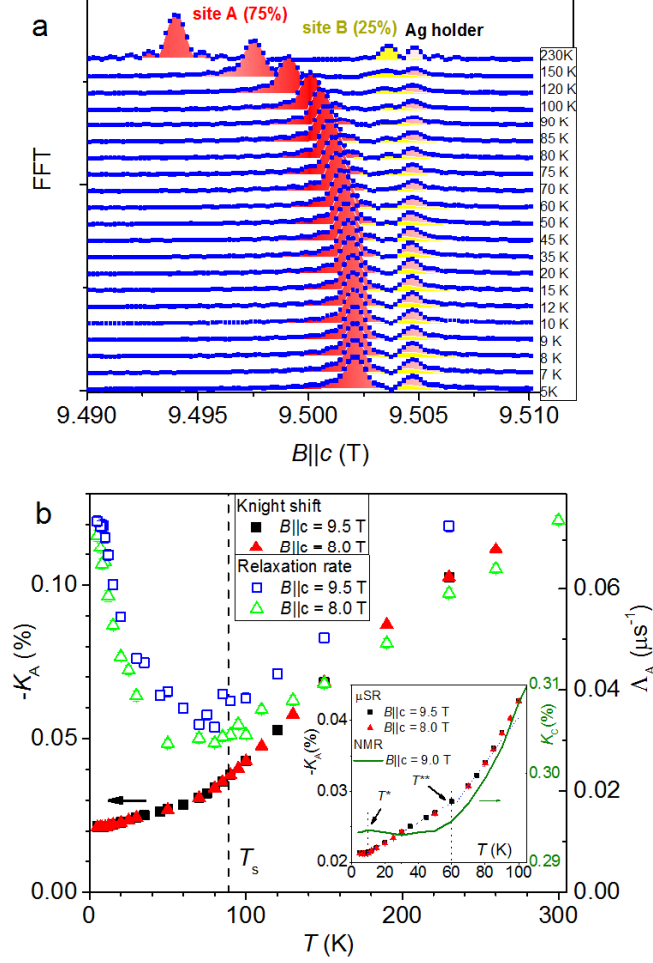 a
site A (75%)
site B (25%)
Ag holder
230K
150 K
120 K
100 K
90 K
85 K
80 K
75 K
70 K
60 K
50 K
45 K
35 K
20 K
15 K
12 K
10 K
9 K
8 K
7 K
5K
FFT
9.490 9.495 9.500 9.505 9.510
B||c (T)
b
Knight shift
B||c = 9.5 T
B||c = 8.0 T
Relaxation rate
B||c = 9.5 T
B||c = 8.0 T
-K_A (%)
0.10
0.05
0.00
Λ_A (μs⁻¹)
0.06
0.04
0.02
0.00
T_s
μSR
B||c = 9.5 T
B||c = 8.0 T
NMR
B||c = 9.0 T
T*
T**
-K_A(%)
0.04
0.03
0.02
K_C(%)
0.31
0.30
0.29
T (K)
0 20 40 60 80 100
0 100 200 300
T (K)